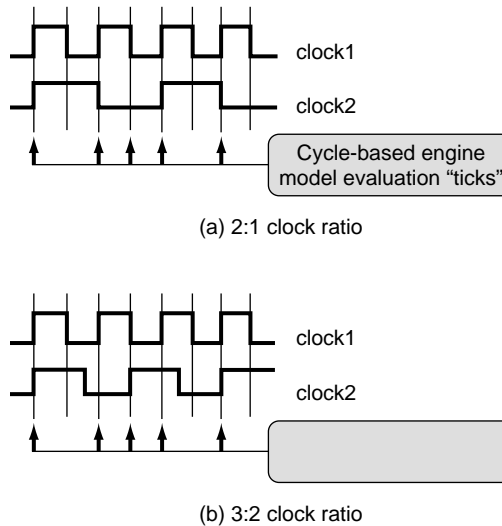 clock1
clock2
Cycle-based engine
model evaluation “ticks”
(a) 2:1 clock ratio
clock1
clock2
(b) 3:2 clock ratio